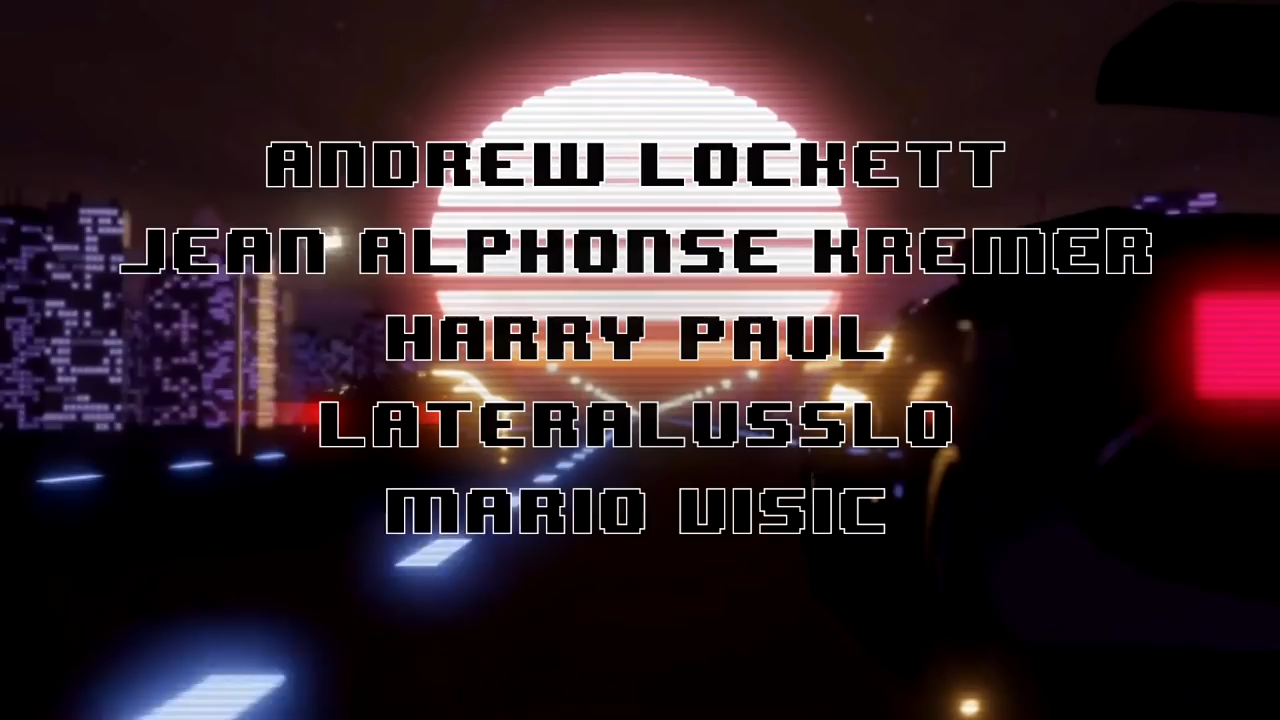 ANDREW LOCKETT
JEAN ALPHONSE KREMER
HARRY PAUL
LATERALUSSLO
MARIO VISIC